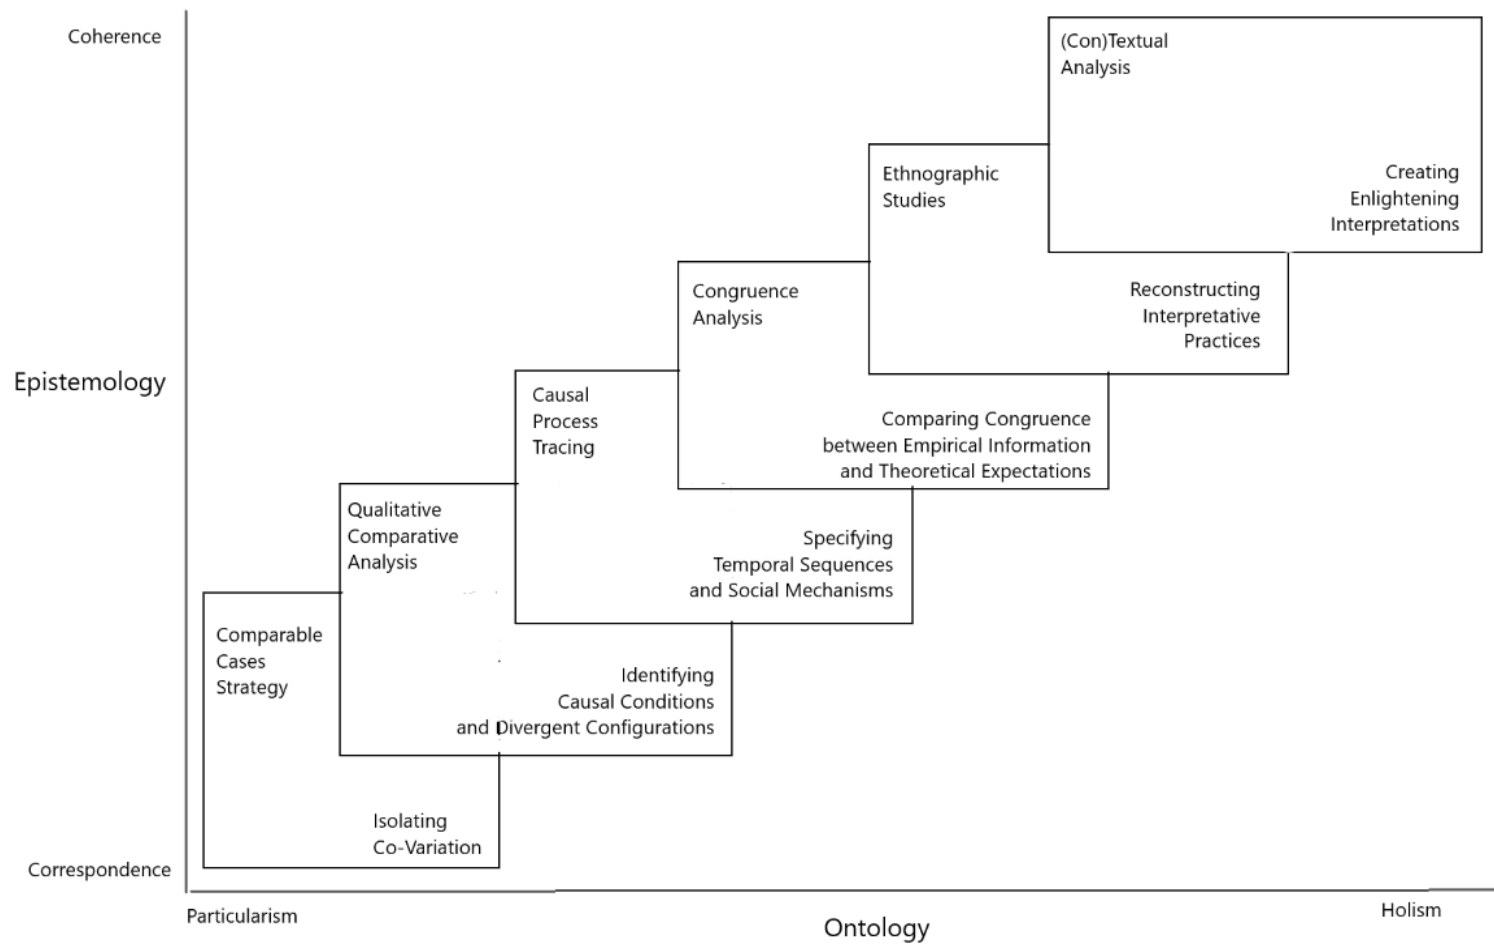 Coherence
(Con)Textual
Analysis
Creating
Enlightening
Interpretations
Ethnographic
Studies
Reconstructing
Interpretative
Practices
Congruence
Analysis
Comparing Congruence
between Empirical Information
and Theoretical Expectations
Epistemology
Causal
Process
Tracing
Specifying
Temporal Sequences
and Social Mechanisms
Qualitative
Comparative
Analysis
Identifying
Causal Conditions
and Divergent Configurations
Comparable
Cases
Strategy
Isolating
Co-Variation
Correspondence
Particularism
Ontology
Holism